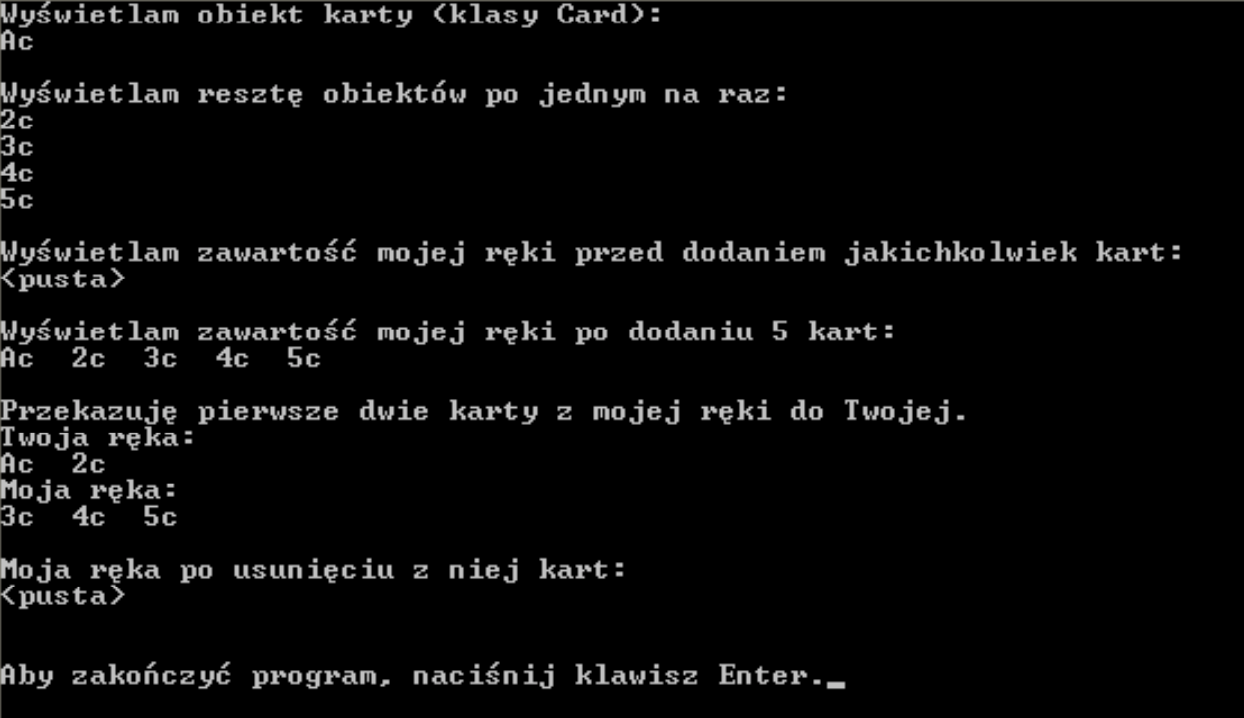 Wyświetlam obiekt karty (klasy Card):
Ac
Wyświetlam resztę obiektów po jednym na raz:
2c
3c
4c
5c
Wyświetlam zawartość mojej ręki przed dodaniem jakichkolwiek kart:
<pusta>
Wyświetlam zawartość mojej ręki po dodaniu 5 kart:
Ac 2c 3c 4c 5c
Przekazuję pierwsze dwie karty z mojej ręki do Twojej.
Twoja ręka:
Ac 2c
Moja ręka:
3c 4c 5c
Moja ręka po usunięciu z niej kart:
<pusta>
Aby zakończyć program, naciśnij klawisz Enter._